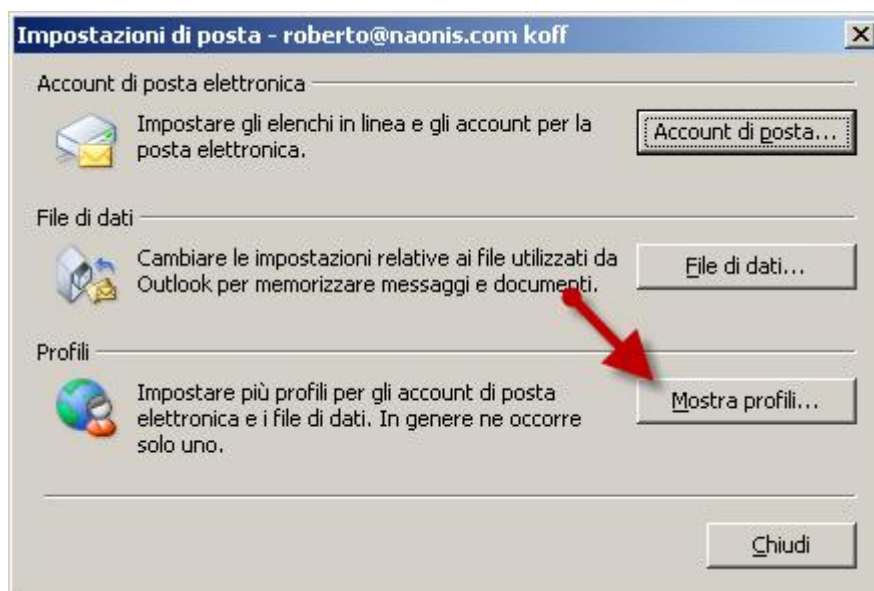 Impostazioni di posta - roberto@naonis.com koff
Account di posta elettronica
Impostare gli elenchi in linea e gli account per la
posta elettronica.
Account di posta...
File di dati
Cambiare le impostazioni relative ai file utilizzati da
Outlook per memorizzare messaggi e documenti.
File di dati...
Profili
Impostare più profili per gli account di posta
elettronica e i file di dati. In genere ne occorre
solo uno.
Mostra profili...
Chiudi